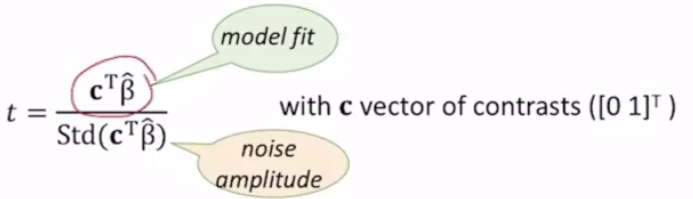 model fit
t = c^T β̂ / Std(c^T β̂)
with c vector of contrasts ([0 1]^T )
noise
amplitude